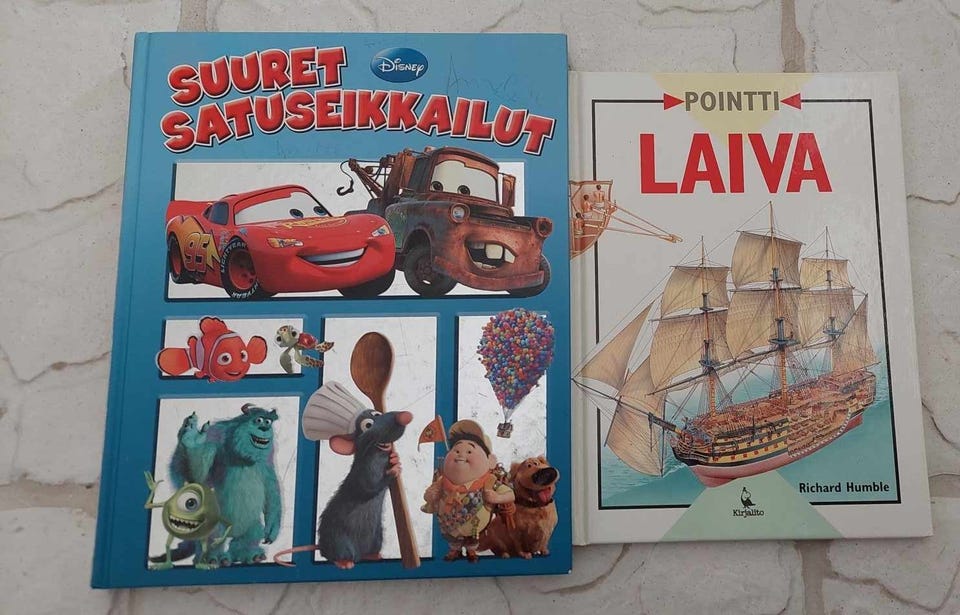 SUURET
Disney
SATUSEIKKAILUT
95
POINTTI
LAIVA
Richard Humble
Kirjalito